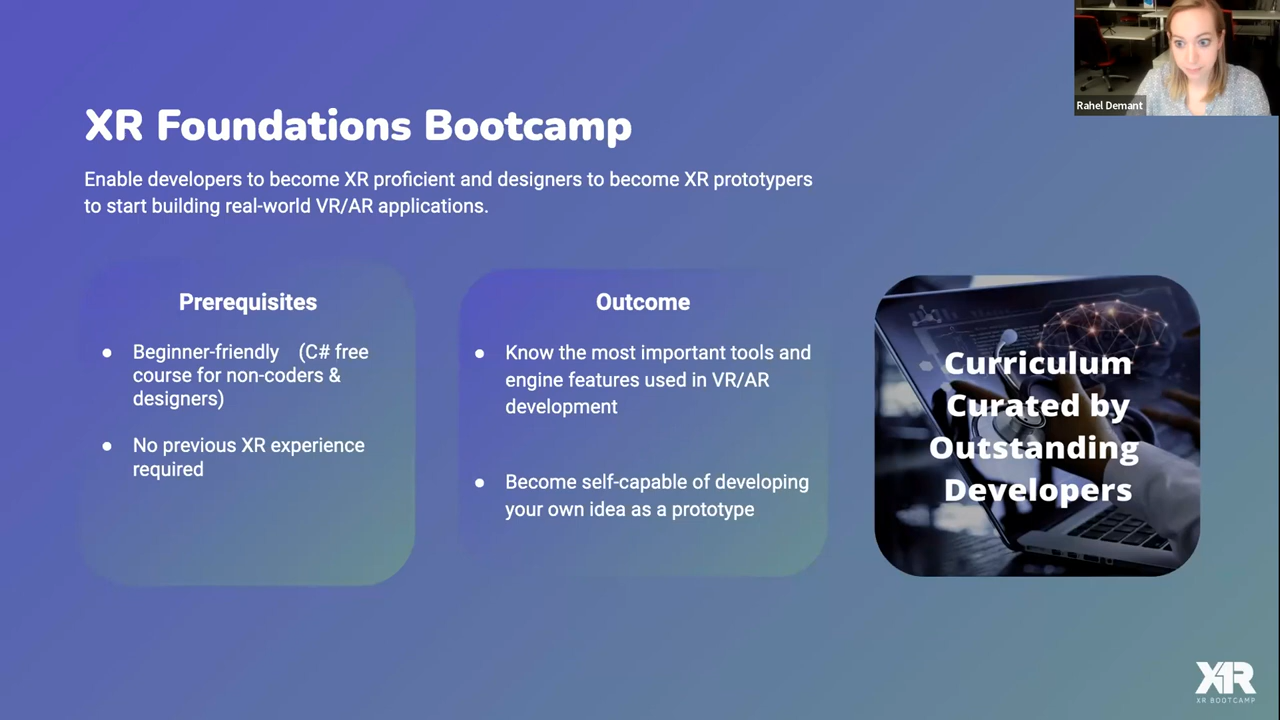 Rahel Demant
XR Foundations Bootcamp
Enable developers to become XR proficient and designers to become XR prototypers
to start building real-world VR/AR applications.
Prerequisites
● Beginner-friendly (C# free
course for non-coders &
designers)
● No previous XR experience
required
Outcome
● Know the most important tools and
engine features used in VR/AR
development
● Become self-capable of developing
your own idea as a prototype
Curriculum
Curated by
Outstanding
Developers
XR
XR BOOTCAMP